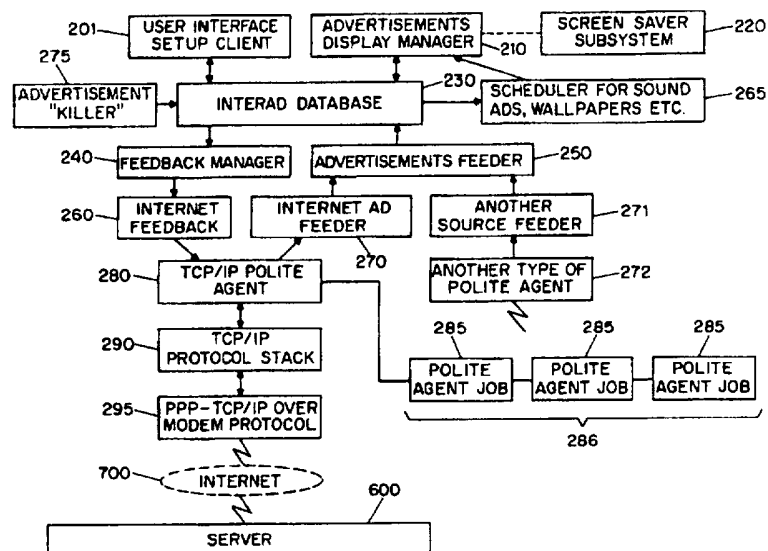 201
USER INTERFACE
SETUP CLIENT
ADVERTISEMENTS
DISPLAY MANAGER
210
SCREEN SAVER
SUBSYSTEM
220
275
ADVERTISEMENT
"KILLER"
INTERAD DATABASE
230
SCHEDULER FOR SOUND
ADS, WALLPAPERS ETC.
265
240
FEEDBACK MANAGER
ADVERTISEMENTS FEEDER
250
260
INTERNET
FEEDBACK
INTERNET AD
FEEDER
270
ANOTHER
SOURCE FEEDER
271
280
TCP/IP POLITE
AGENT
ANOTHER TYPE OF
POLITE AGENT
272
290
TCP/IP
PROTOCOL STACK
285
285
285
POLITE
AGENT JOB
POLITE
AGENT JOB
POLITE
AGENT JOB
286
295
PPP-TCP/IP OVER
MODEM PROTOCOL
700
INTERNET
600
SERVER